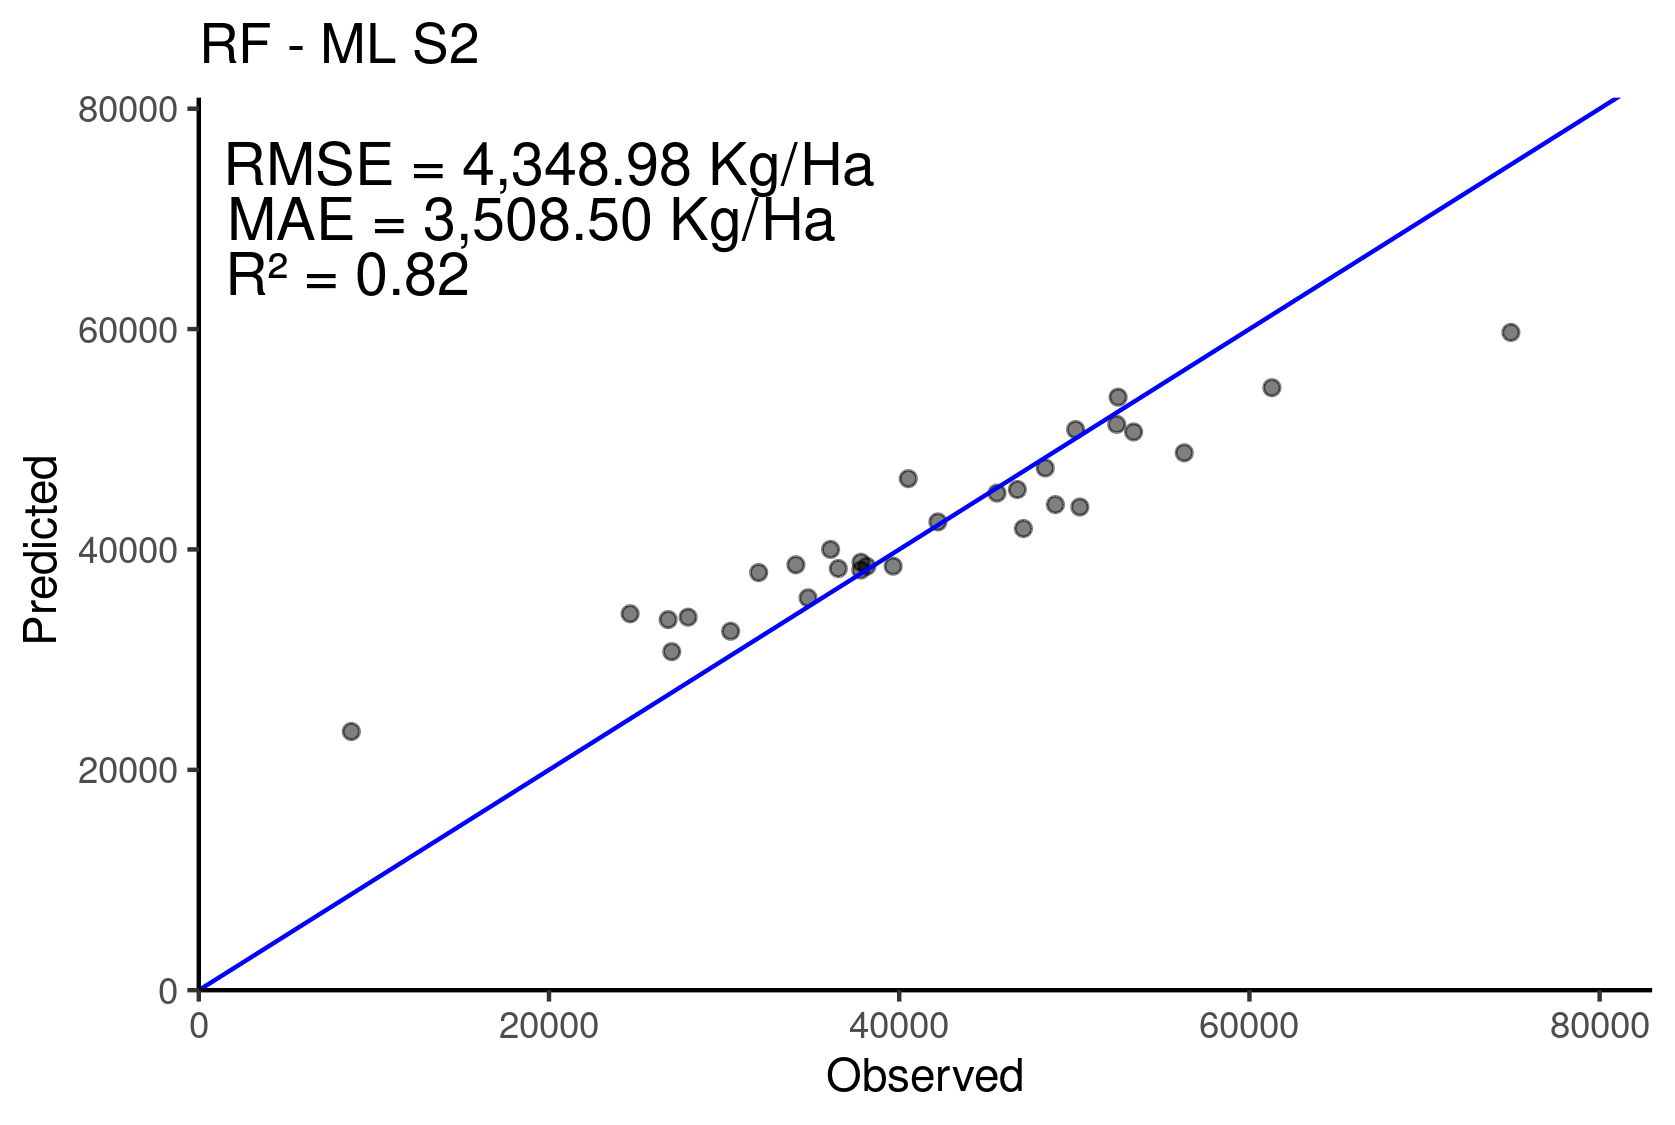 RF - ML S2
80000
RMSE = 4,348.98 Kg/Ha
MAE = 3,508.50 Kg/Ha
R² = 0.82
60000
Predicted
40000
20000
0
0 20000 40000 60000 80000
Observed